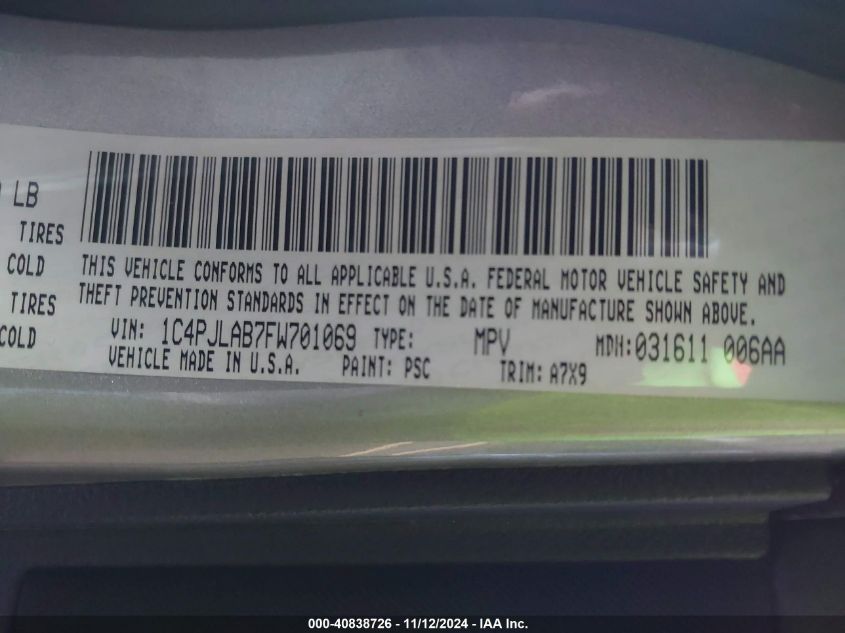 LB
TIRES
COLD
TIRES
COLD
THIS VEHICLE CONFORMS TO ALL APPLICABLE U.S.A. FEDERAL MOTOR VEHICLE SAFETY AND
THEFT PREVENTION STANDARDS IN EFFECT ON THE DATE OF MANUFACTURE SHOWN ABOVE.
VIN: 1C4PJLAB7FW701069 TYPE: MPV MDH:031611 006AA
VEHICLE MADE IN U.S.A. PAINT: PSC TRIM: A7X9
000-40838726 - 11/12/2024 - IAA Inc.